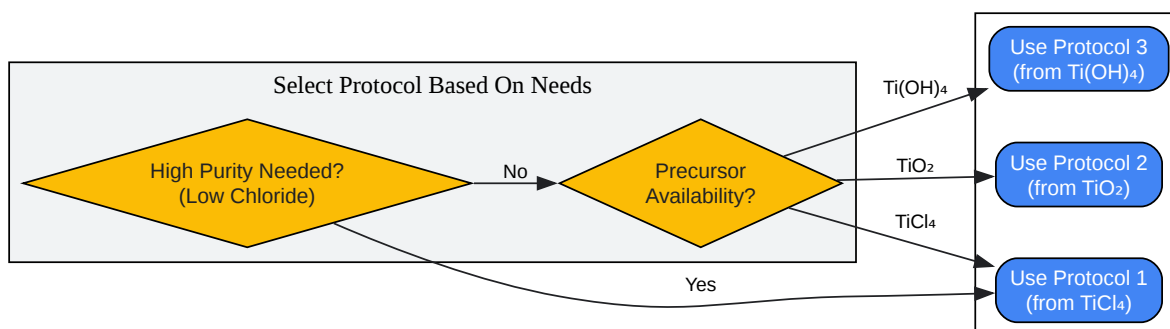 Select Protocol Based On Needs
High Purity Needed?
(Low Chloride)
No
Precursor
Availability?
Ti(OH)₄
TiO₂
TiCl₄
Yes
Use Protocol 3
(from Ti(OH)₄)
Use Protocol 2
(from TiO₂)
Use Protocol 1
(from TiCl₄)